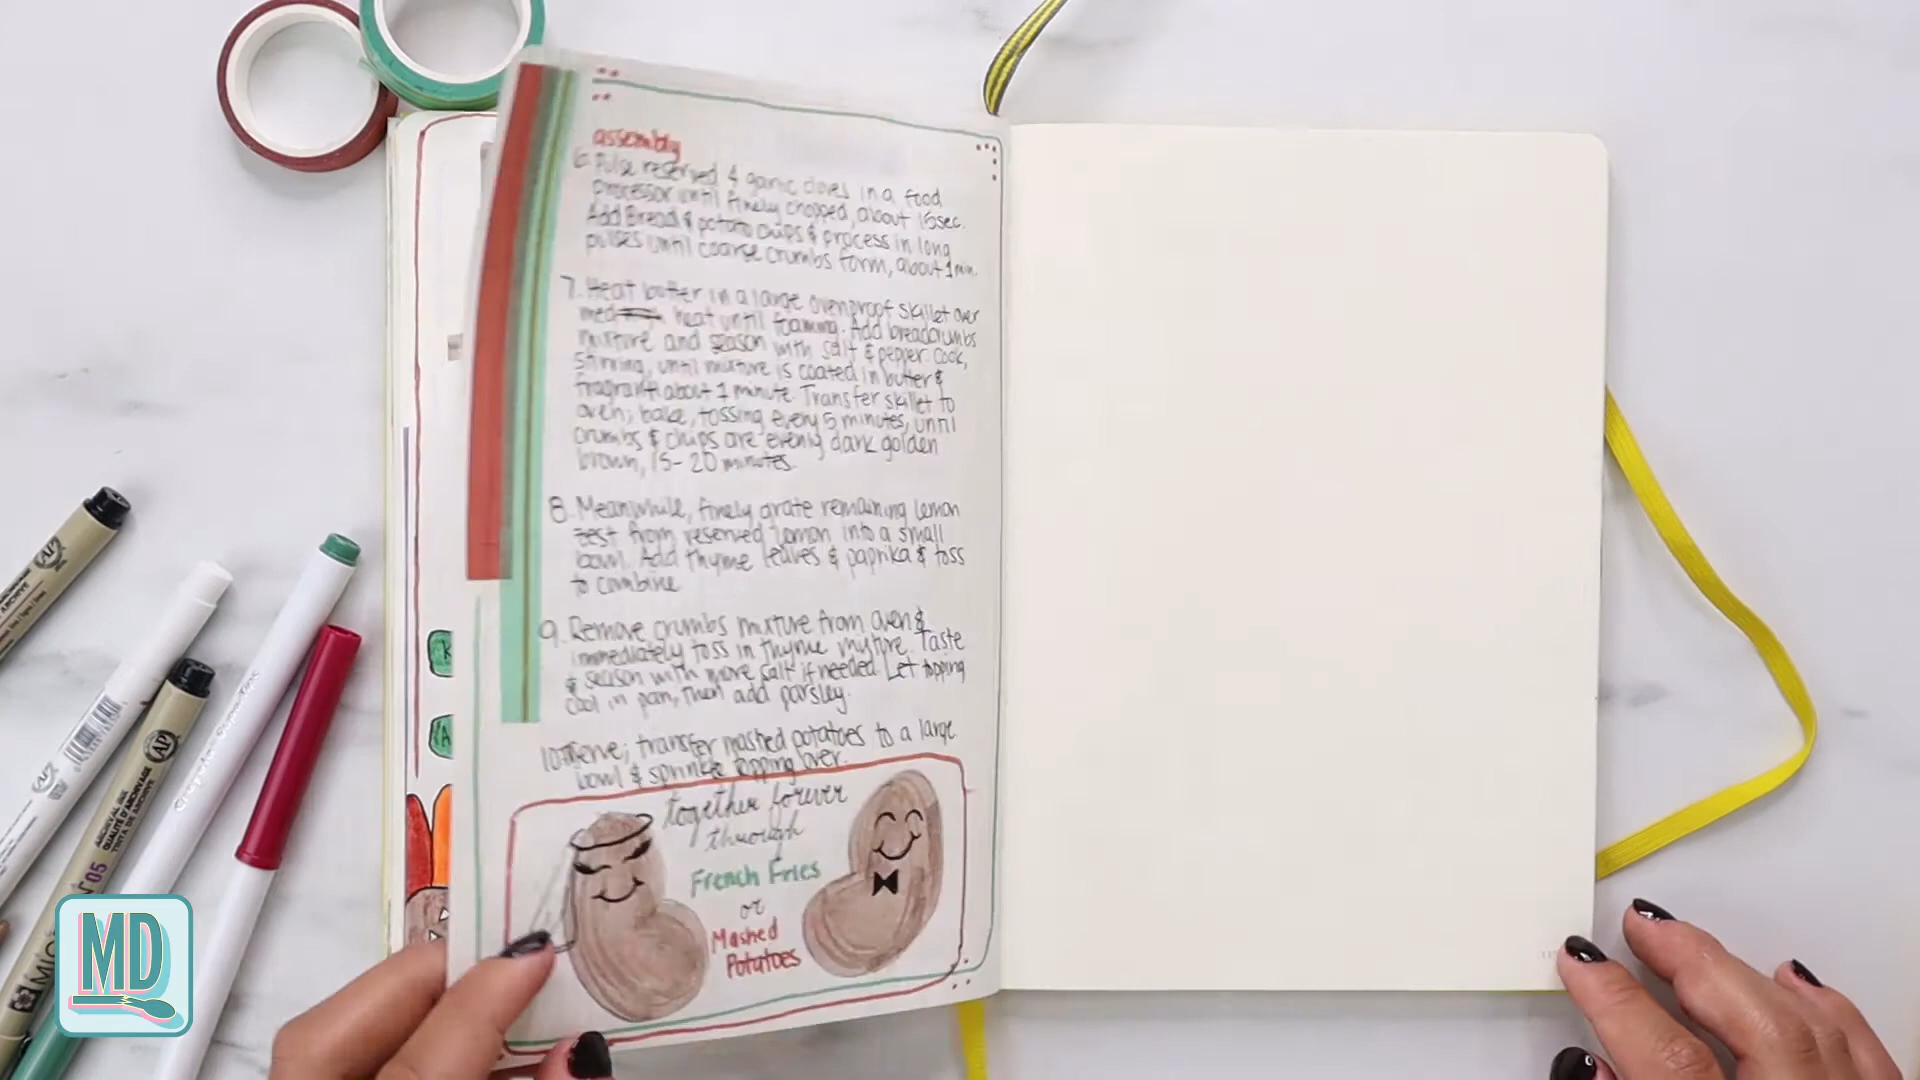 assembly
6. Pulse reserved 4 garlic cloves in a food
processor until finely chopped, about 15sec.
Add Bread & potato chips & process in long
pulses until coarse crumbs form, about 1 min.
7. Heat butter in a large ovenproof skillet over
med heat until foaming. Add breadcrumbs
mixture and season with salt & pepper. Cook,
Stirring, until mixture is coated in butter &
fragrant about 1 minute. Transfer skillet to
oven; bake, tossing every 5 minutes, until
crumbs & chips are evenly dark golden
brown, 15-20 minutes.
8. Meanwhile, finely grate remaining lemon
zest from reserved lemon into a small
bowl. Add thyme leaves & paprika & toss
to combine
9. Remove crumbs mixture from oven &
immediately toss in thyme mixture. Taste
& season with more salt if needed. Let topping
cool in pan, then add parsley.
10. Serve; transfer mashed potatoes to a large
bowl & sprinkle topping over.
together forever
through
French Fries
or
Mashed
Potatoes
K
A
05
MD